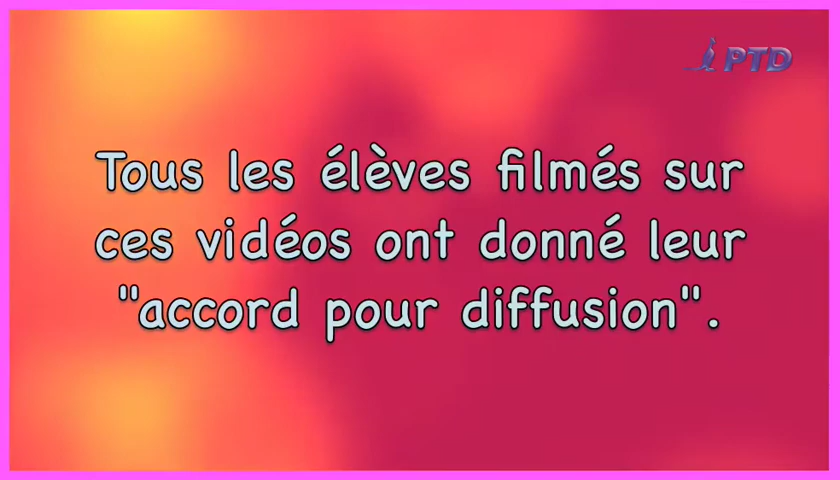 PTD
Tous les élèves filmés sur
ces vidéos ont donné leur
"accord pour diffusion".